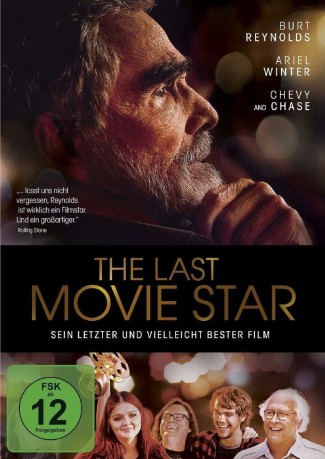 BURT
REYNOLDS
ARIEL
WINTER
CHEVY
AND CHASE
„... lasst uns nicht
vergessen, Reynolds
ist wirklich ein Filmstar.
Und ein großartiger.“
Rolling Stone
THE LAST
MOVIE STAR
SEIN LETZTER UND VIELLEICHT BESTER FILM
FSK
ab
12
freigegeben